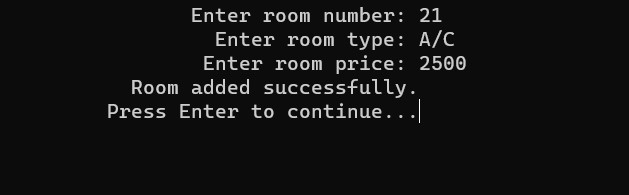 Enter room number: 21
Enter room type: A/C
Enter room price: 2500
Room added successfully.
Press Enter to continue...